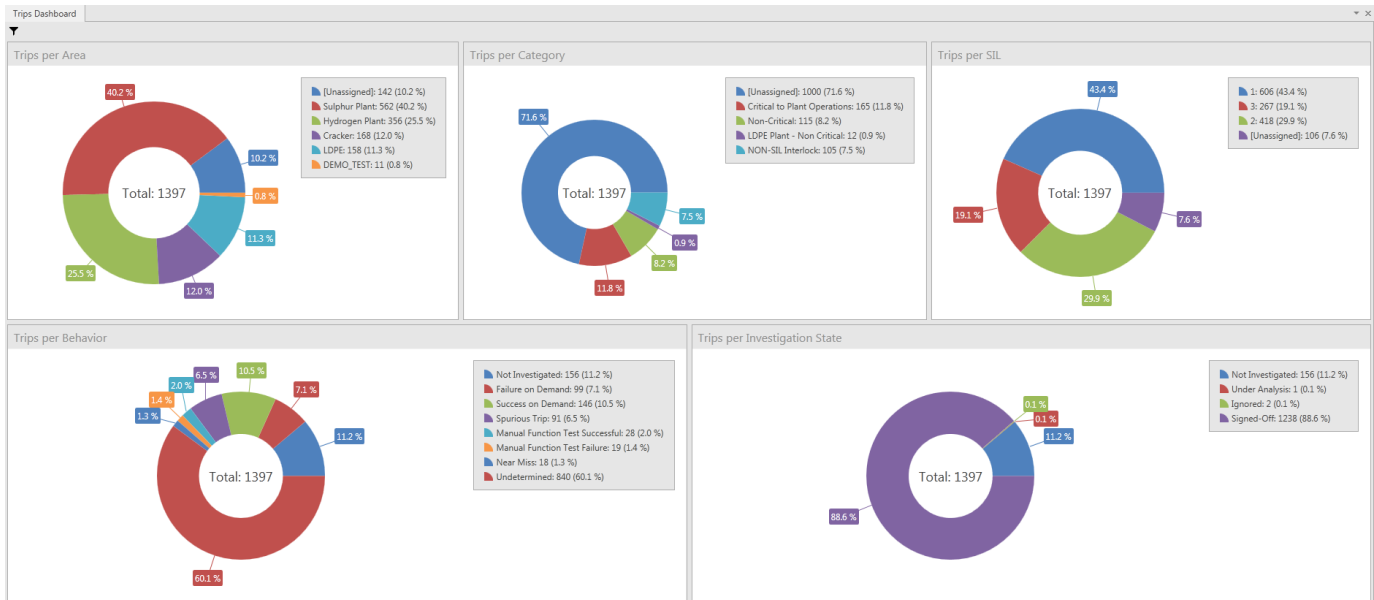 Trips Dashboard
Trips per Area
40.2 %
10.2 %
0.8 %
11.3 %
12.0 %
25.5 %
Total: 1397
[Unassigned]: 142 (10.2 %)
Sulphur Plant: 562 (40.2 %)
Hydrogen Plant: 356 (25.5 %)
Cracker: 168 (12.0 %)
LDPE: 158 (11.3 %)
DEMO_TEST: 11 (0.8 %)
Trips per Category
71.6 %
7.5 %
0.9 %
8.2 %
11.8 %
Total: 1397
[Unassigned]: 1000 (71.6 %)
Critical to Plant Operations: 165 (11.8 %)
Non-Critical: 115 (8.2 %)
LDPE Plant - Non Critical: 12 (0.9 %)
NON-SIL Interlock: 105 (7.5 %)
Trips per SIL
43.4 %
19.1 %
7.6 %
29.9 %
Total: 1397
1: 606 (43.4 %)
3: 267 (19.1 %)
2: 418 (29.9 %)
[Unassigned]: 106 (7.6 %)
Trips per Behavior
10.5 %
6.5 %
2.0 %
1.4 %
1.3 %
7.1 %
11.2 %
60.1 %
Total: 1397
Not Investigated: 156 (11.2 %)
Failure on Demand: 99 (7.1 %)
Success on Demand: 146 (10.5 %)
Spurious Trip: 91 (6.5 %)
Manual Function Test Successful: 28 (2.0 %)
Manual Function Test Failure: 19 (1.4 %)
Near Miss: 18 (1.3 %)
Undetermined: 840 (60.1 %)
Trips per Investigation State
0.1 %
0.1 %
11.2 %
88.6 %
Total: 1397
Not Investigated: 156 (11.2 %)
Under Analysis: 1 (0.1 %)
Ignored: 2 (0.1 %)
Signed-Off: 1238 (88.6 %)